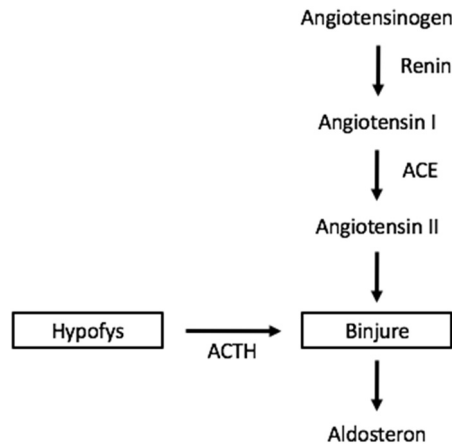 Angiotensinogen
Renin
Angiotensin I
ACE
Angiotensin II
Hypofys
ACTH
Binjure
Aldosteron